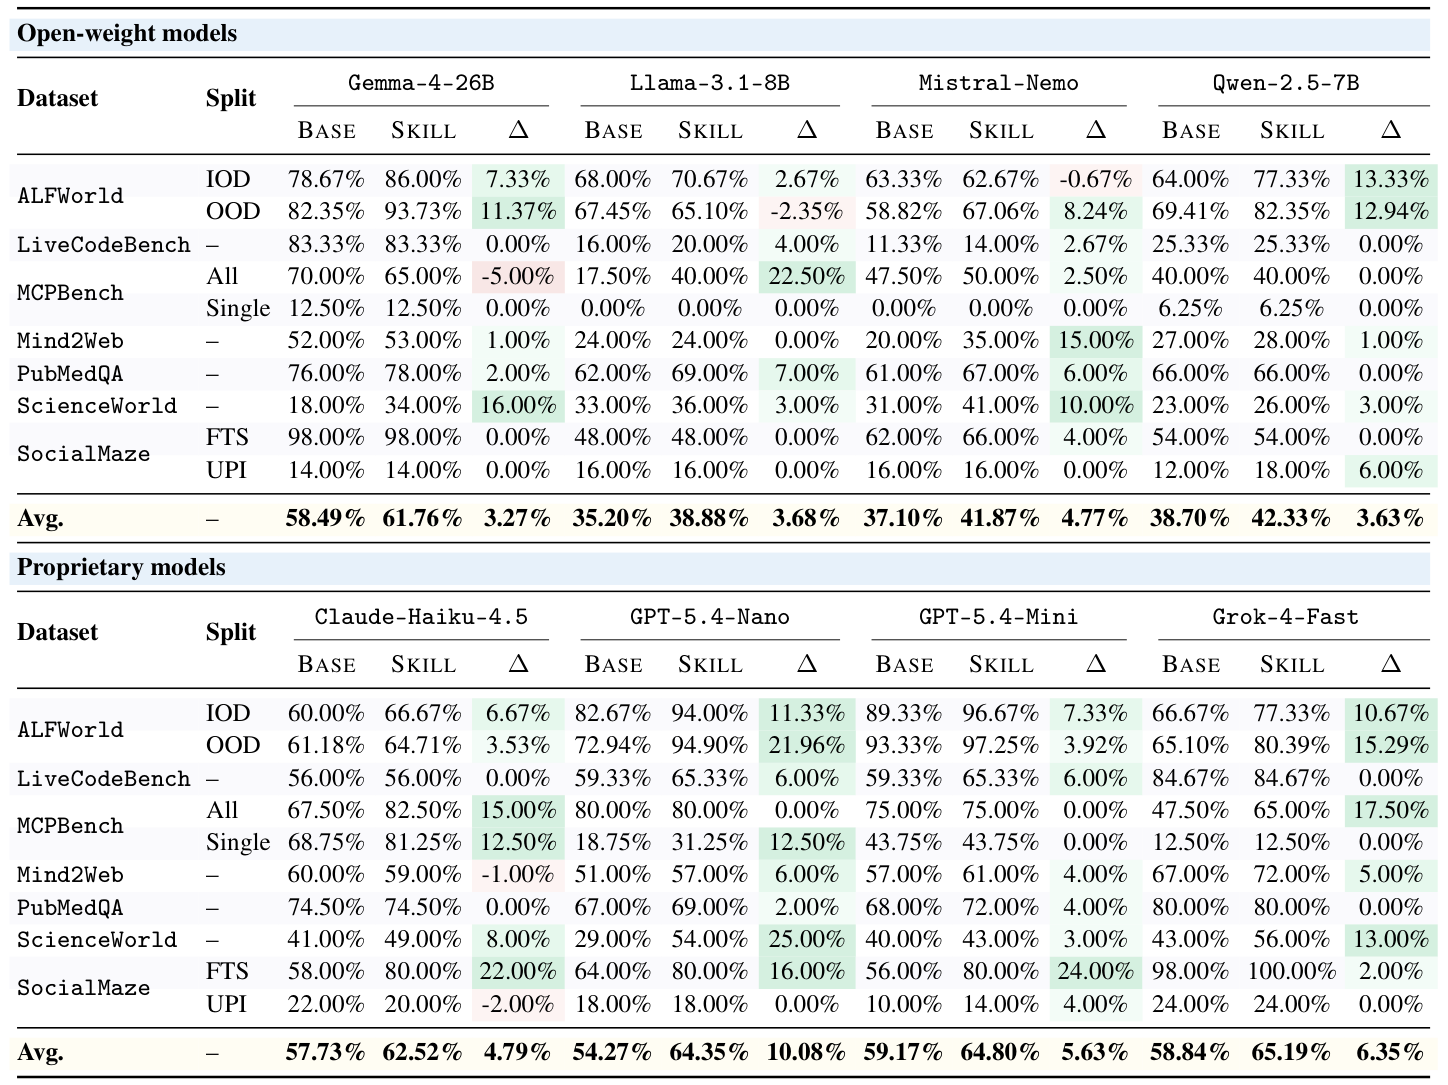 Open-weight models
Dataset Split Gemma-4-26B Llama-3.1-8B Mistral-Nemo Qwen-2.5-7B
BASE SKILL Δ BASE SKILL Δ BASE SKILL Δ BASE SKILL Δ
ALFWorld IOD 78.67% 86.00% 7.33% 68.00% 70.67% 2.67% 63.33% 62.67% -0.67% 64.00% 77.33% 13.33%
OOD 82.35% 93.73% 11.37% 67.45% 65.10% -2.35% 58.82% 67.06% 8.24% 69.41% 82.35% 12.94%
LiveCodeBench – 83.33% 83.33% 0.00% 16.00% 20.00% 4.00% 11.33% 14.00% 2.67% 25.33% 25.33% 0.00%
MCPBench All 70.00% 65.00% -5.00% 17.50% 40.00% 22.50% 47.50% 50.00% 2.50% 40.00% 40.00% 0.00%
Single 12.50% 12.50% 0.00% 0.00% 0.00% 0.00% 0.00% 0.00% 0.00% 6.25% 6.25% 0.00%
Mind2Web – 52.00% 53.00% 1.00% 24.00% 24.00% 0.00% 20.00% 35.00% 15.00% 27.00% 28.00% 1.00%
PubMedQA – 76.00% 78.00% 2.00% 62.00% 69.00% 7.00% 61.00% 67.00% 6.00% 66.00% 66.00% 0.00%
ScienceWorld – 18.00% 34.00% 16.00% 33.00% 36.00% 3.00% 31.00% 41.00% 10.00% 23.00% 26.00% 3.00%
SocialMaze FTS 98.00% 98.00% 0.00% 48.00% 48.00% 0.00% 62.00% 66.00% 4.00% 54.00% 54.00% 0.00%
UPI 14.00% 14.00% 0.00% 16.00% 16.00% 0.00% 16.00% 16.00% 0.00% 12.00% 18.00% 6.00%
Avg. – 58.49% 61.76% 3.27% 35.20% 38.88% 3.68% 37.10% 41.87% 4.77% 38.70% 42.33% 3.63%
Proprietary models
Dataset Split Claude-Haiku-4.5 GPT-5.4-Nano GPT-5.4-Mini Grok-4-Fast
BASE SKILL Δ BASE SKILL Δ BASE SKILL Δ BASE SKILL Δ
ALFWorld IOD 60.00% 66.67% 6.67% 82.67% 94.00% 11.33% 89.33% 96.67% 7.33% 66.67% 77.33% 10.67%
OOD 61.18% 64.71% 3.53% 72.94% 94.90% 21.96% 93.33% 97.25% 3.92% 65.10% 80.39% 15.29%
LiveCodeBench – 56.00% 56.00% 0.00% 59.33% 65.33% 6.00% 59.33% 65.33% 6.00% 84.67% 84.67% 0.00%
MCPBench All 67.50% 82.50% 15.00% 80.00% 80.00% 0.00% 75.00% 75.00% 0.00% 47.50% 65.00% 17.50%
Single 68.75% 81.25% 12.50% 18.75% 31.25% 12.50% 43.75% 43.75% 0.00% 12.50% 12.50% 0.00%
Mind2Web – 60.00% 59.00% -1.00% 51.00% 57.00% 6.00% 57.00% 61.00% 4.00% 67.00% 72.00% 5.00%
PubMedQA – 74.50% 74.50% 0.00% 67.00% 69.00% 2.00% 68.00% 72.00% 4.00% 80.00% 80.00% 0.00%
ScienceWorld – 41.00% 49.00% 8.00% 29.00% 54.00% 25.00% 40.00% 43.00% 3.00% 43.00% 56.00% 13.00%
SocialMaze FTS 58.00% 80.00% 22.00% 64.00% 80.00% 16.00% 56.00% 80.00% 24.00% 98.00% 100.00% 2.00%
UPI 22.00% 20.00% -2.00% 18.00% 18.00% 0.00% 10.00% 14.00% 4.00% 24.00% 24.00% 0.00%
Avg. – 57.73% 62.52% 4.79% 54.27% 64.35% 10.08% 59.17% 64.80% 5.63% 58.84% 65.19% 6.35%